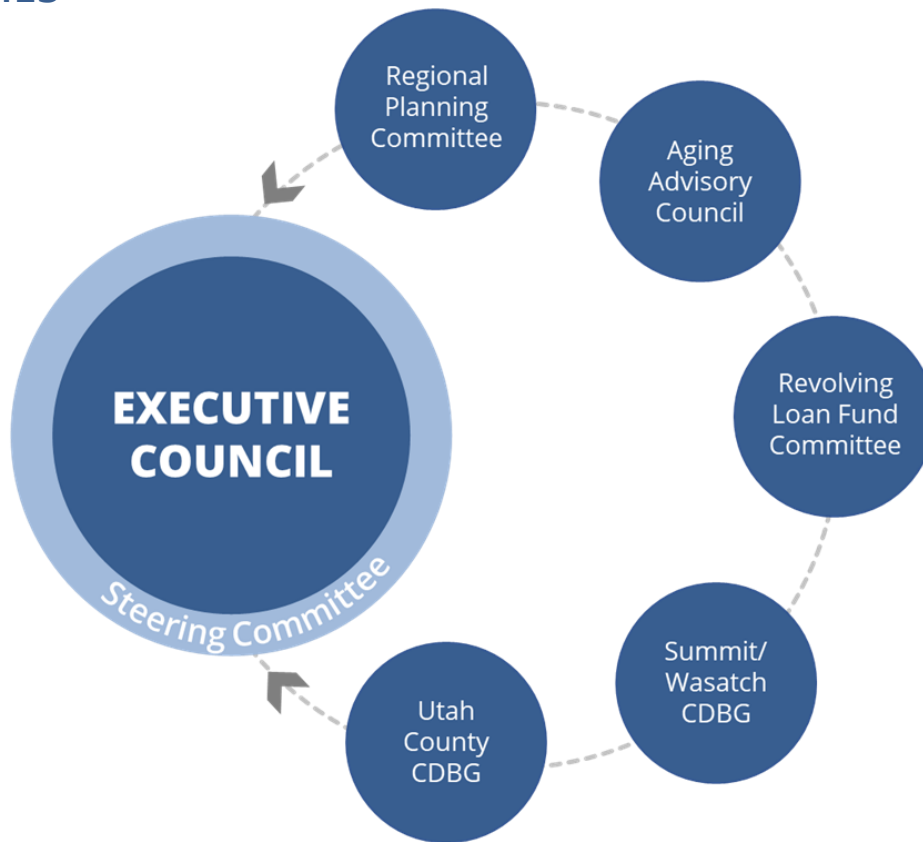 Regional
Planning
Committee
Aging
Advisory
Council
Revolving
Loan Fund
Committee
EXECUTIVE
COUNCIL
Steering Committee
Summit/
Wasatch
CDBG
Utah
County
CDBG